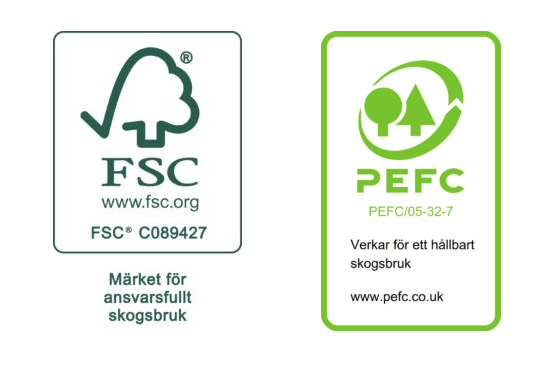 ®
FSC
www.fsc.org
FSC® C089427
Märket för
ansvarsfullt
skogsbruk
PEFC
PEFC/05-32-7
Verkar för ett hållbart
skogsbruk
www.pefc.co.uk